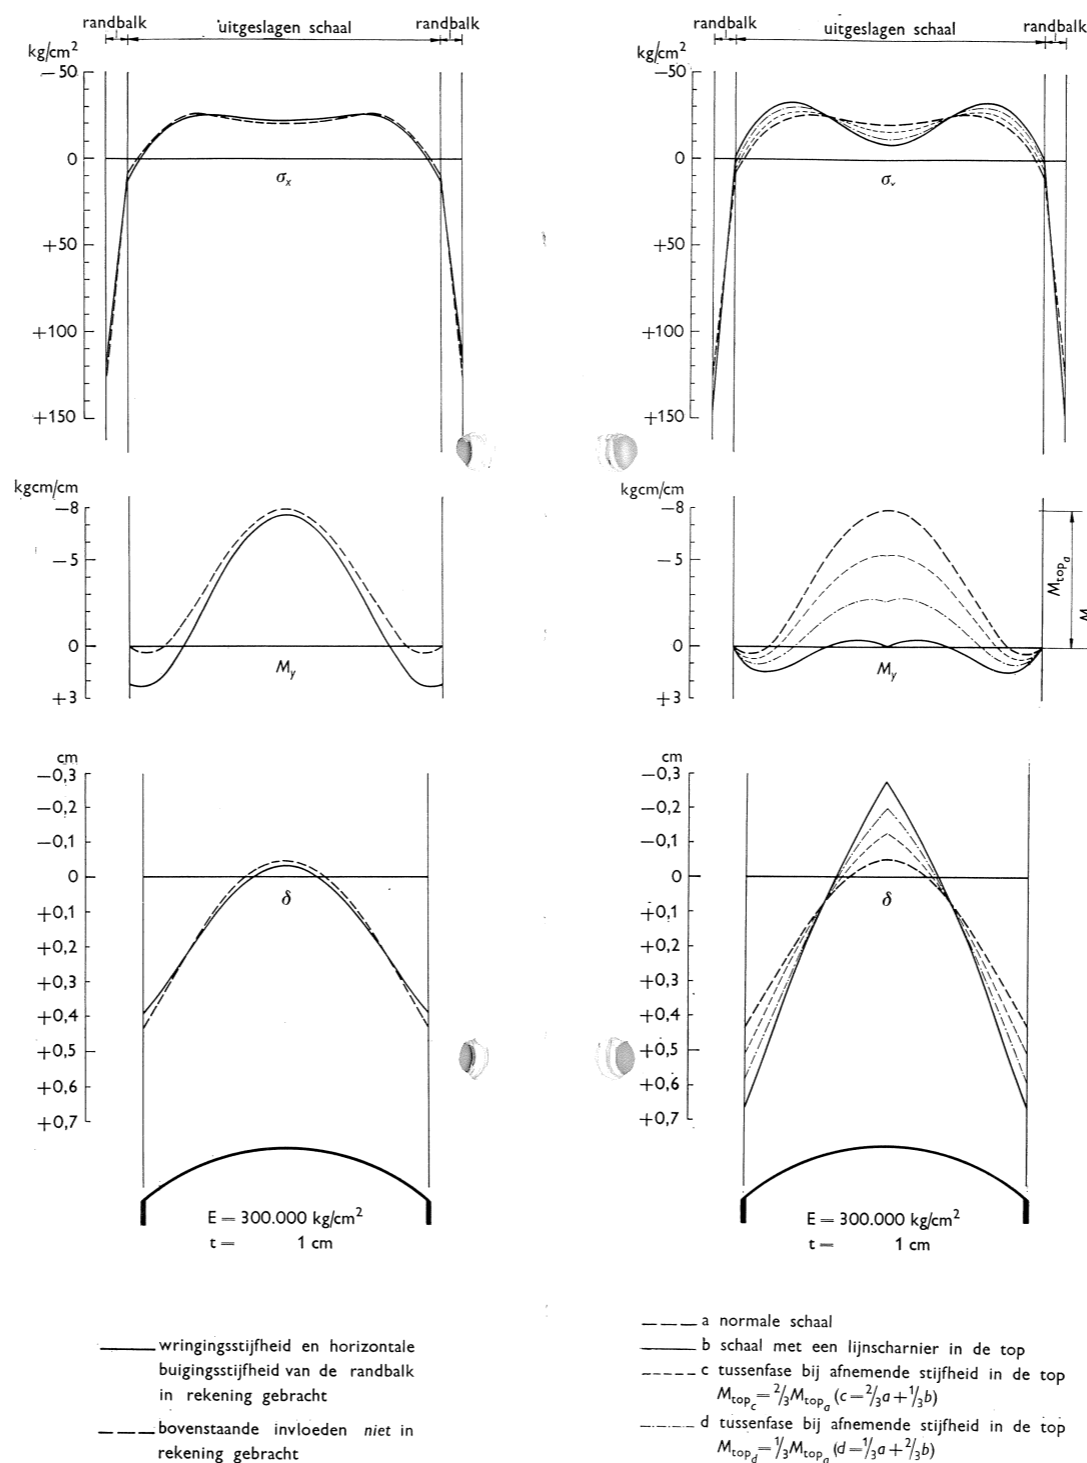 randbalk
uitgeslagen schaal
randbalk
kg/cm²
—50
0
+50
+100
+150
σx
kgcm/cm
—8
—5
0
+3
My
cm
—0,3
—0,2
—0,1
0
+0,1
+0,2
+0,3
+0,4
+0,5
+0,6
+0,7
δ
E = 300.000 kg/cm²
t = 1 cm
wringingsstijfheid en horizontale
buigingsstijfheid van de randbalk
in rekening gebracht
bovenstaande invloeden niet in
rekening gebracht
randbalk
uitgeslagen schaal
randbalk
kg/cm²
—50
0
+50
+100
+150
kgcm/cm
—8
—5
0
+3
My
Mtopa
M
cm
—0,3
—0,2
—0,1
0
+0,1
+0,2
+0,3
+0,4
+0,5
+0,6
+0,7
δ
E = 300.000 kg/cm²
t = 1 cm
a normale schaal
b schaal met een lijnscharnier in de top
c tussenfase bij afnemende stijfheid in de top
Mtopc = 2/3 Mtopa (c = 2/3a + 1/3b)
d tussenfase bij afnemende stijfheid in de top
Mtopd = 1/3 Mtopa (d = 1/3a + 2/3b)